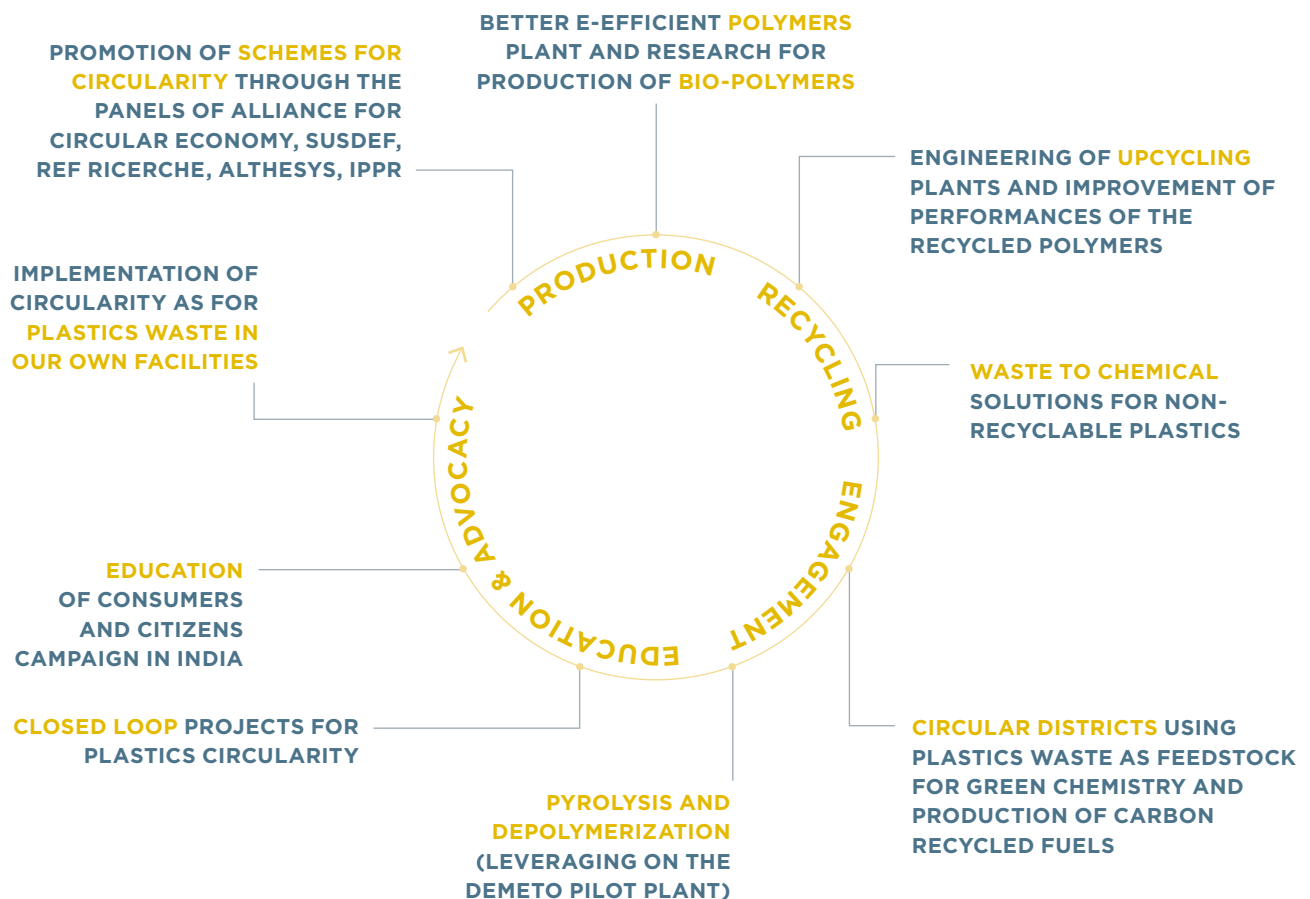 BETTER E-EFFICIENT POLYMERS
PLANT AND RESEARCH FOR
PRODUCTION OF BIO-POLYMERS
PROMOTION OF SCHEMES FOR
CIRCULARITY THROUGH THE
PANELS OF ALLIANCE FOR
CIRCULAR ECONOMY, SUSDEF,
REF RICERCHE, ALTHESYS, IPPR
ENGINEERING OF UPCYCLING
PLANTS AND IMPROVEMENT OF
PERFORMANCES OF THE
RECYCLED POLYMERS
IMPLEMENTATION OF
CIRCULARITY AS FOR
PLASTICS WASTE IN
OUR OWN FACILITIES
PRODUCTION
RECYCLING
ENGAGEMENT
EDUCATION & ADVOCACY
WASTE TO CHEMICAL
SOLUTIONS FOR NON-
RECYCLABLE PLASTICS
EDUCATION
OF CONSUMERS
AND CITIZENS
CAMPAIGN IN INDIA
CLOSED LOOP PROJECTS FOR
PLASTICS CIRCULARITY
CIRCULAR DISTRICTS USING
PLASTICS WASTE AS FEEDSTOCK
FOR GREEN CHEMISTRY AND
PRODUCTION OF CARBON
RECYCLED FUELS
PYROLYSIS AND
DEPOLYMERIZATION
(LEVERAGING ON THE
DEMETO PILOT PLANT)